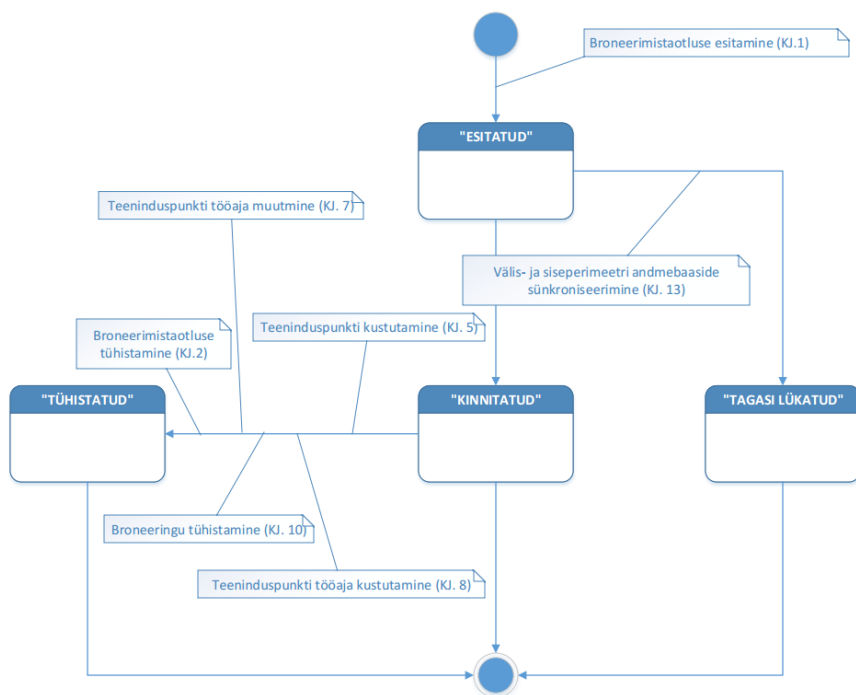 Broneerimistaotluse esitamine (KJ.1)
"ESITATUD"
Teeninduspunkti tööaja muutmine (KJ. 7)
Välis- ja siseperimeetri andmebaaside
sünkroniseerimine (KJ. 13)
Broneerimistaotluse
tühistamine (KJ.2)
Teeninduspunkti kustutamine (KJ. 5)
"TÜHISTATUD"
"KINNITATUD"
"TAGASI LÜKATUD"
Broneeringu tühistamine (KJ. 10)
Teeninduspunkti tööaja kustutamine (KJ. 8)